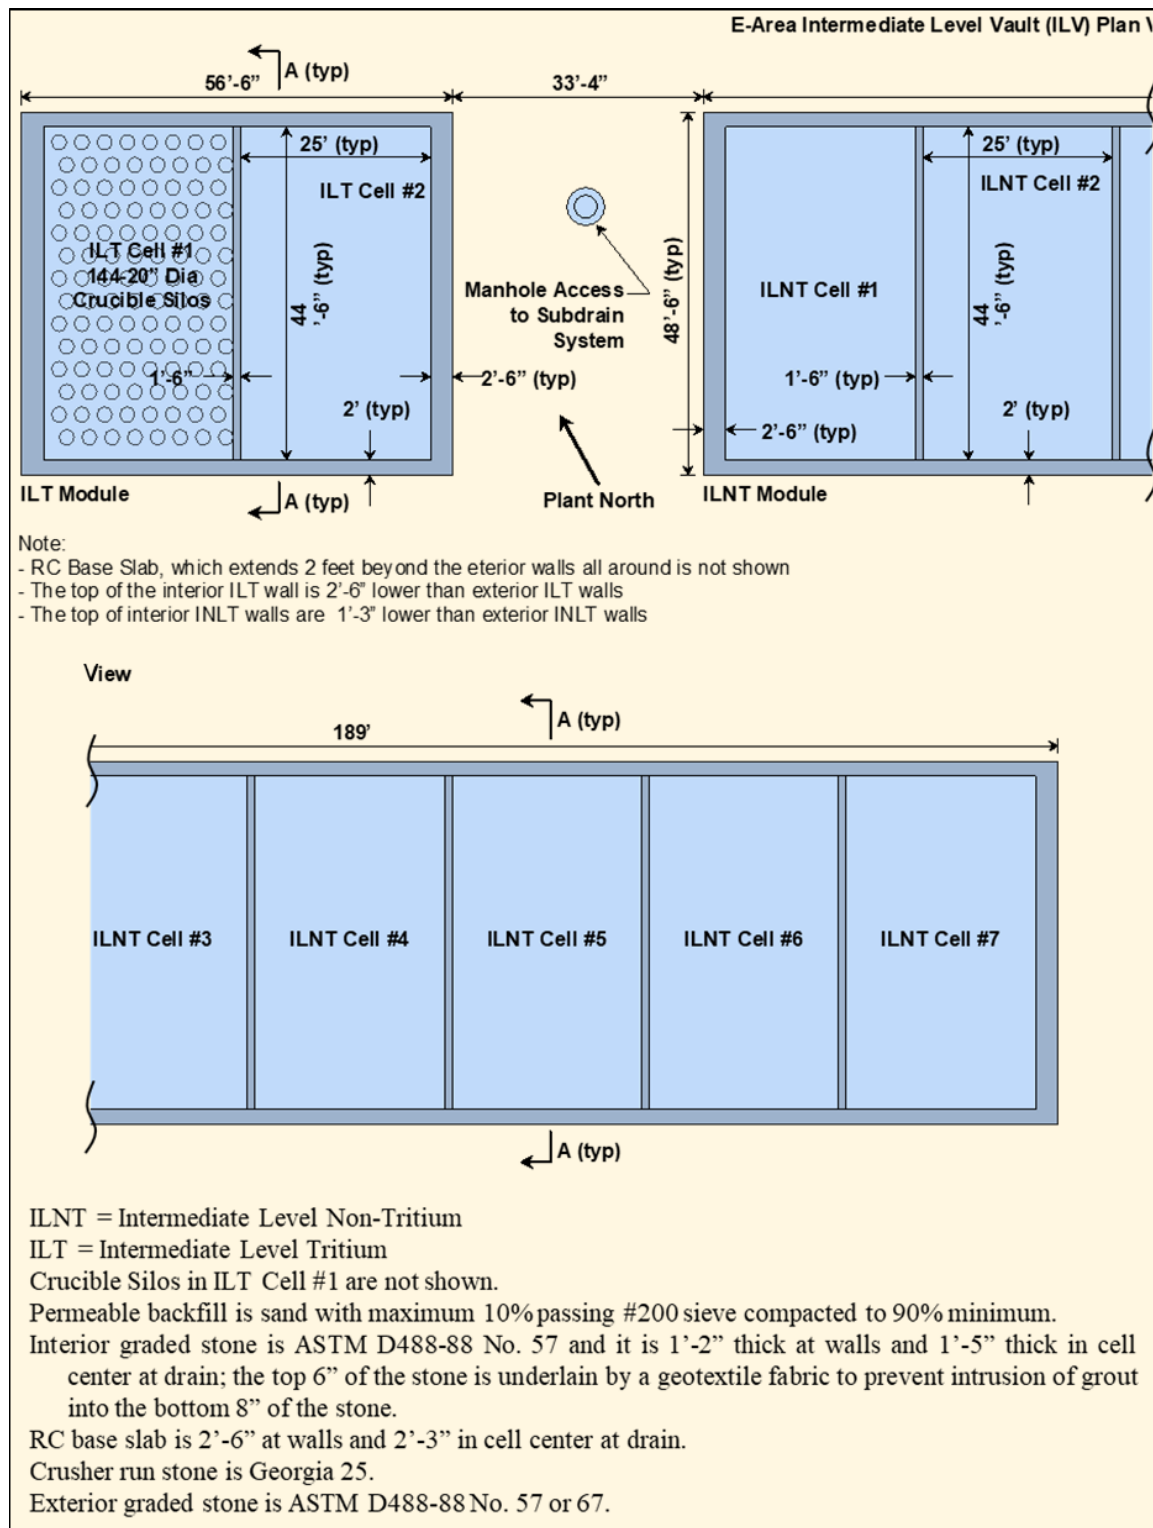 E-Area Intermediate Level Vault (ILV) Plan V
A (typ)
56'-6"
33'-4"
25' (typ)
25' (typ)
ILT Cell #2
ILNT Cell #2
ILT Cell #1
144-20" Dia
Crucible Silos
44
'-6" (typ)
Manhole Access
to Subdrain
System
48'-6" (typ)
ILNT Cell #1
44
'-6" (typ)
1'-6"
2'-6" (typ)
1'-6" (typ)
2' (typ)
2' (typ)
2'-6" (typ)
ILT Module
A (typ)
Plant North
ILNT Module
Note:
- RC Base Slab, which extends 2 feet beyond the eterior walls all around is not shown
- The top of the interior ILT wall is 2'-6" lower than exterior ILT walls
- The top of interior INLT walls are 1'-3" lower than exterior INLT walls
View
A (typ)
189'
ILNT Cell #3
ILNT Cell #4
ILNT Cell #5
ILNT Cell #6
ILNT Cell #7
A (typ)
ILNT = Intermediate Level Non-Tritium
ILT = Intermediate Level Tritium
Crucible Silos in ILT Cell #1 are not shown.
Permeable backfill is sand with maximum 10% passing #200 sieve compacted to 90% minimum.
Interior graded stone is ASTM D488-88 No. 57 and it is 1'-2" thick at walls and 1'-5" thick in cell
center at drain; the top 6" of the stone is underlain by a geotextile fabric to prevent intrusion of grout
into the bottom 8" of the stone.
RC base slab is 2'-6" at walls and 2'-3" in cell center at drain.
Crusher run stone is Georgia 25.
Exterior graded stone is ASTM D488-88 No. 57 or 67.